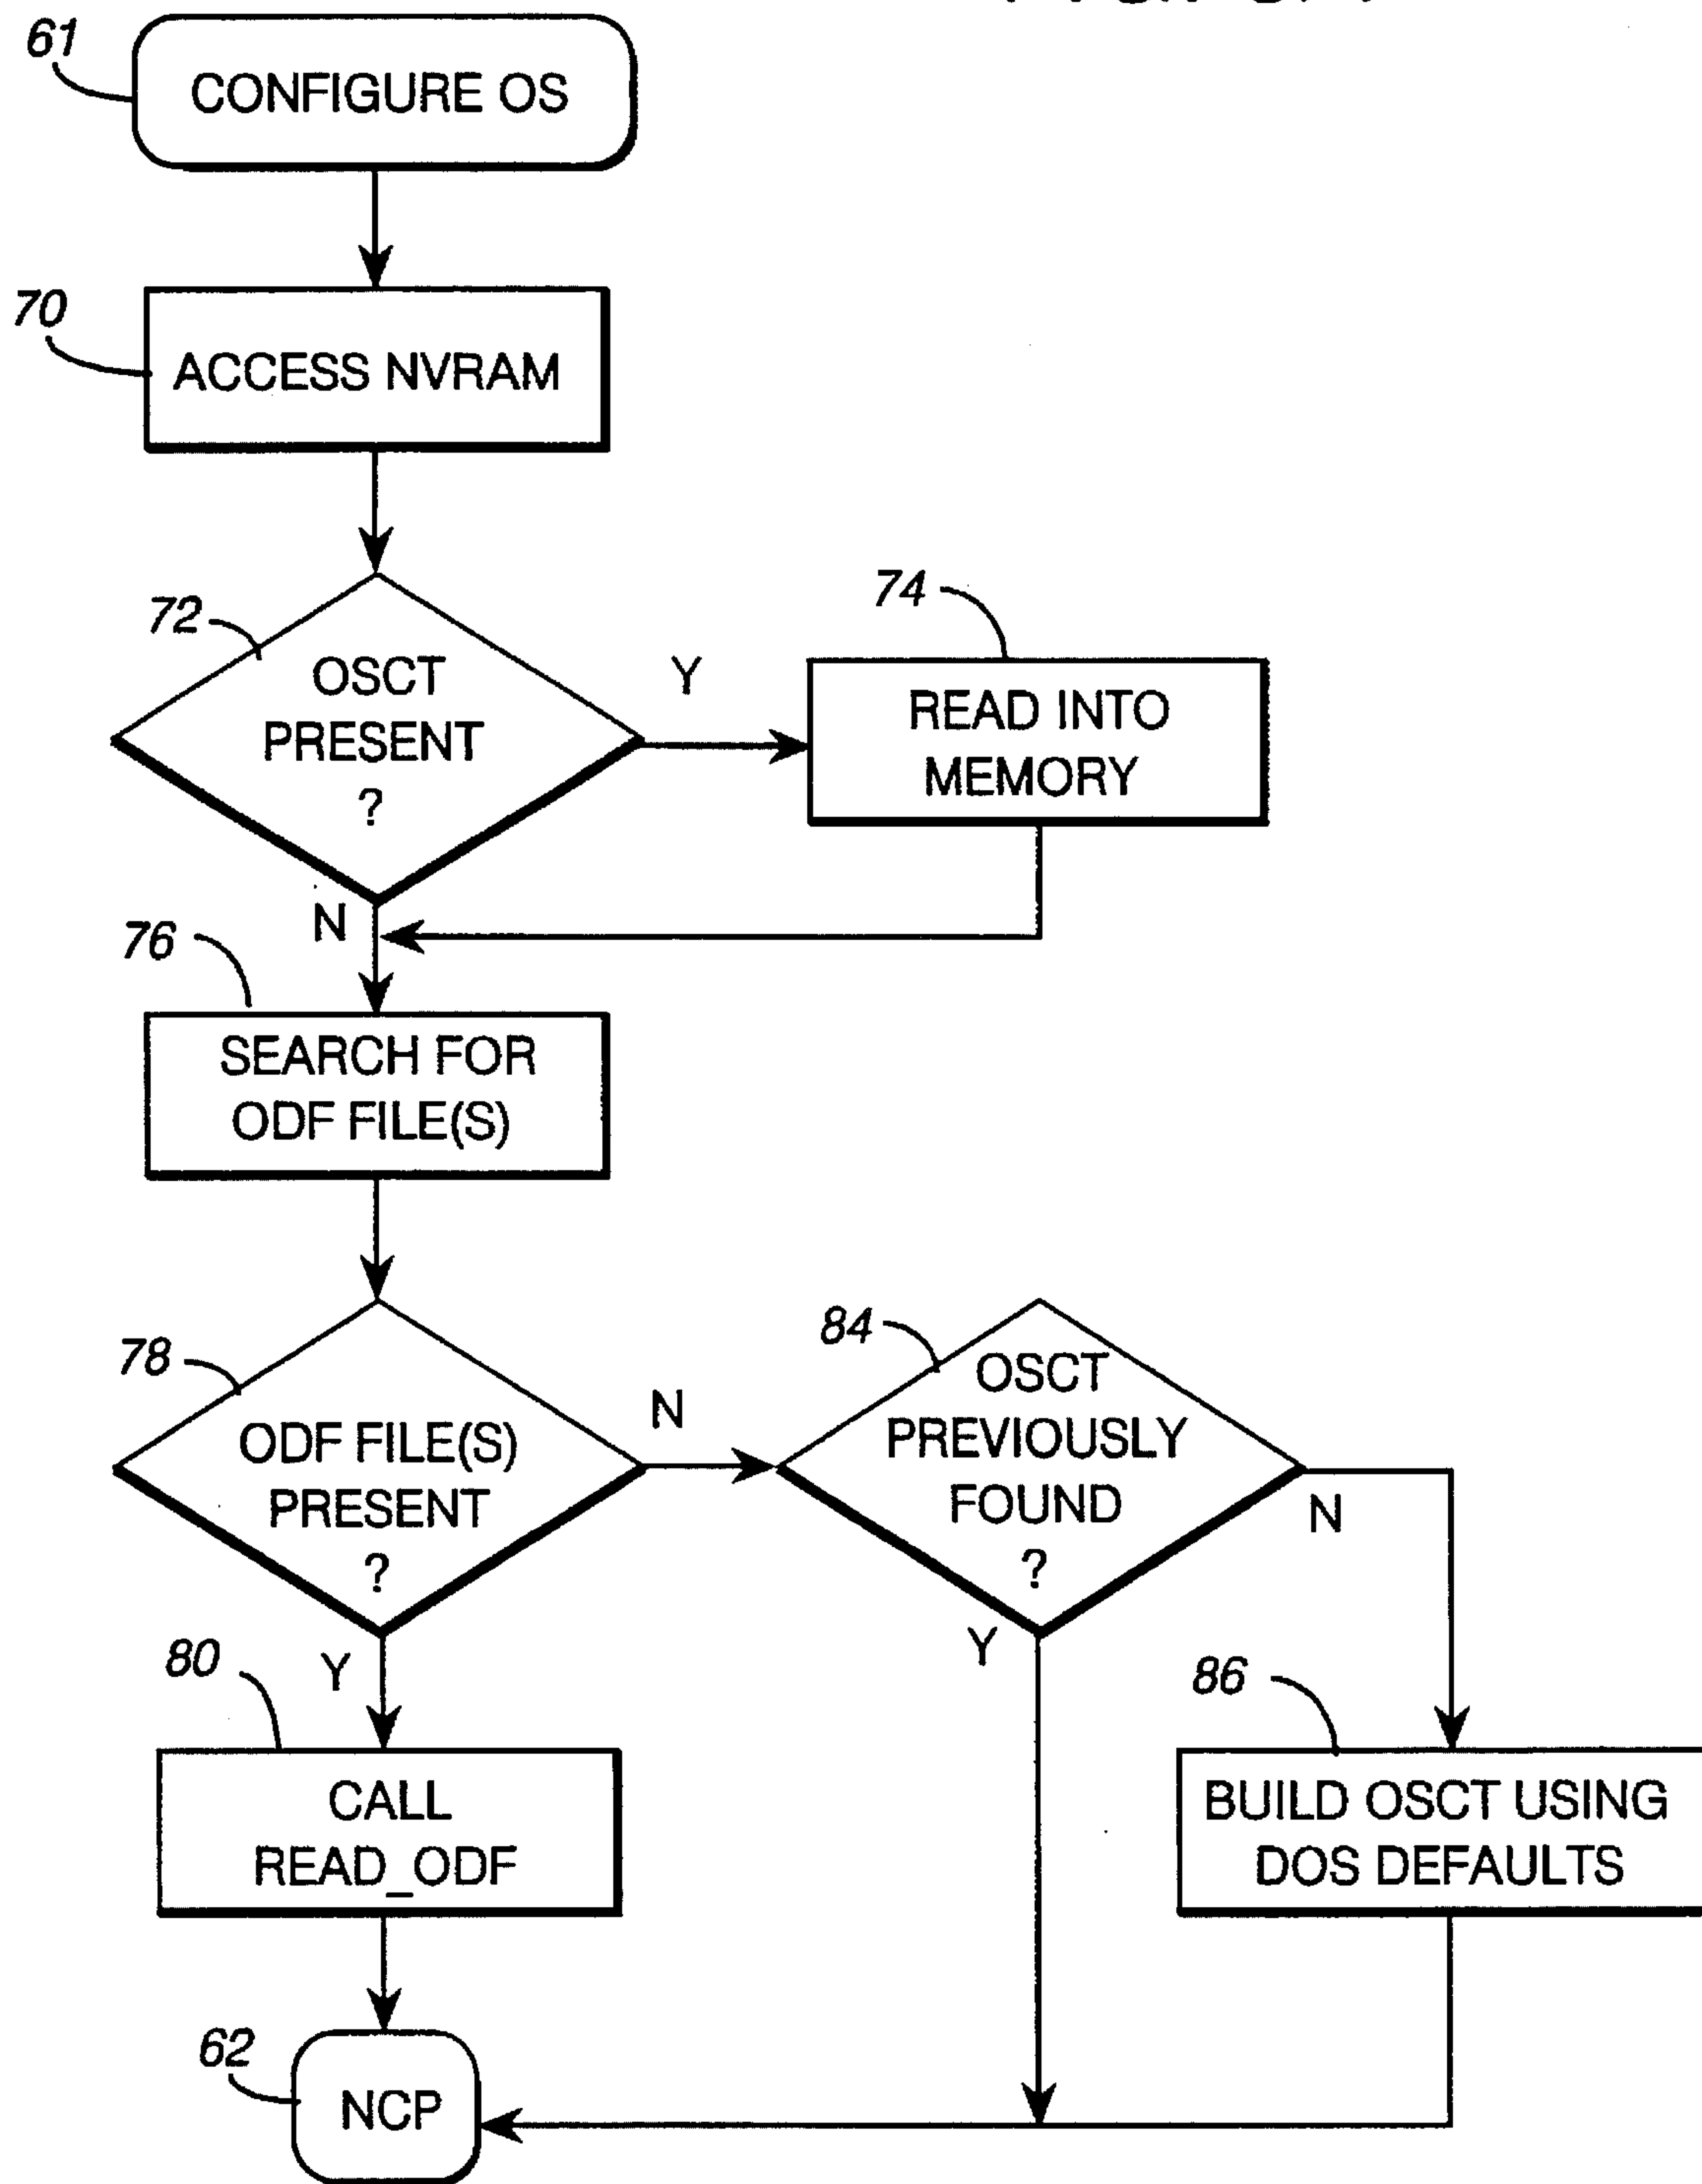 61
CONFIGURE OS
70
ACCESS NVRAM
72
OSCT
PRESENT
?
Y
74
READ INTO
MEMORY
N
76
SEARCH FOR
ODF FILE(S)
78
ODF FILE(S)
PRESENT
?
N
84
OSCT
PREVIOUSLY
FOUND
?
N
Y
80
CALL
READ_ODF
Y
86
BUILD OSCT USING
DOS DEFAULTS
62
NCP